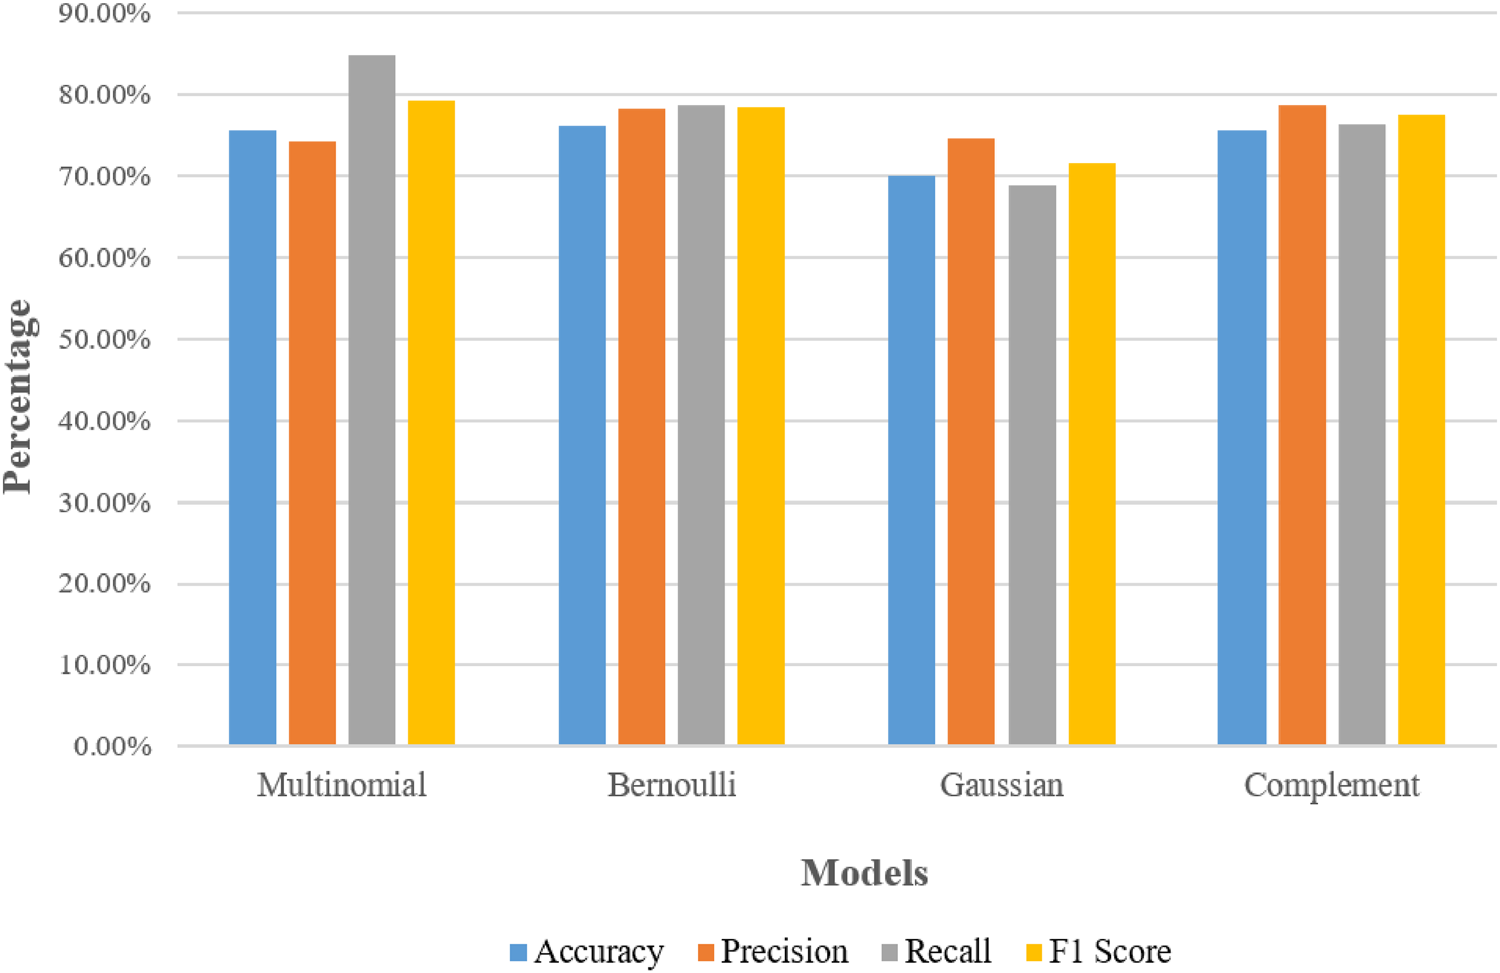 90.00%
80.00%
70.00%
60.00%
50.00%
40.00%
30.00%
20.00%
10.00%
0.00%
Percentage
Multinomial Bernoulli Gaussian Complement
Models
Accuracy Precision Recall F1 Score